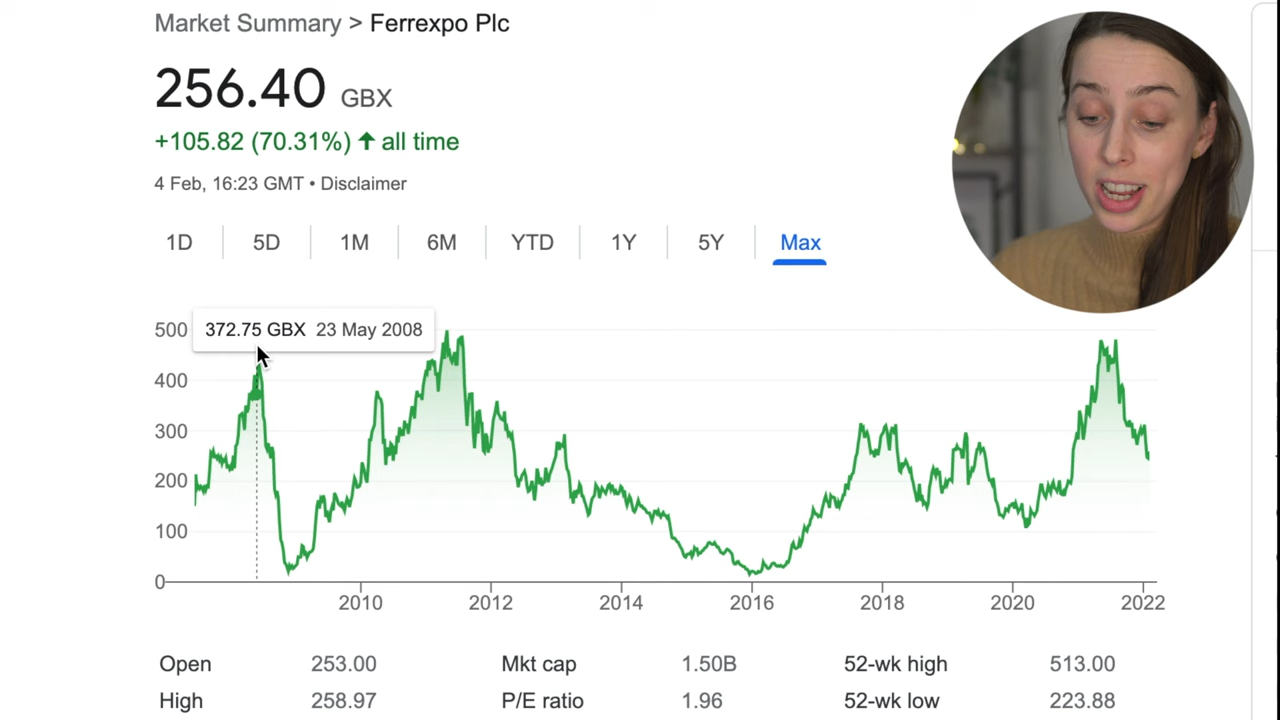 Market Summary > Ferrexpo Plc
256.40 GBX
+105.82 (70.31%) ↑ all time
4 Feb, 16:23 GMT • Disclaimer
1D 5D 1M 6M YTD 1Y 5Y Max
372.75 GBX 23 May 2008
500
400
300
200
100
0
2010 2012 2014 2016 2018 2020 2022
Open 253.00 Mkt cap 1.50B 52-wk high 513.00
High 258.97 P/E ratio 1.96 52-wk low 223.88